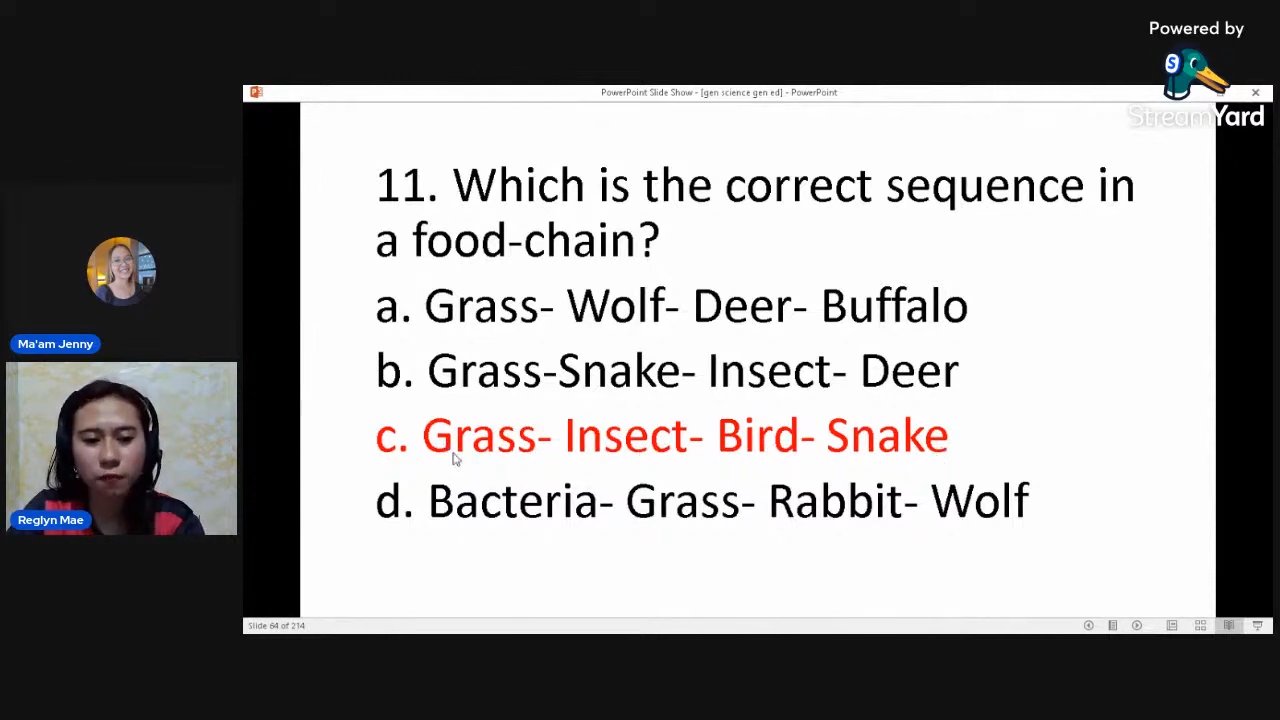 Powered by
StreamYard
PowerPoint Slide Show - [gen science gen ed] - PowerPoint
11. Which is the correct sequence in
a food-chain?
a. Grass- Wolf- Deer- Buffalo
b. Grass-Snake- Insect- Deer
c. Grass- Insect- Bird- Snake
d. Bacteria- Grass- Rabbit- Wolf
Ma'am Jenny
Reglyn Mae
Slide 64 of 214